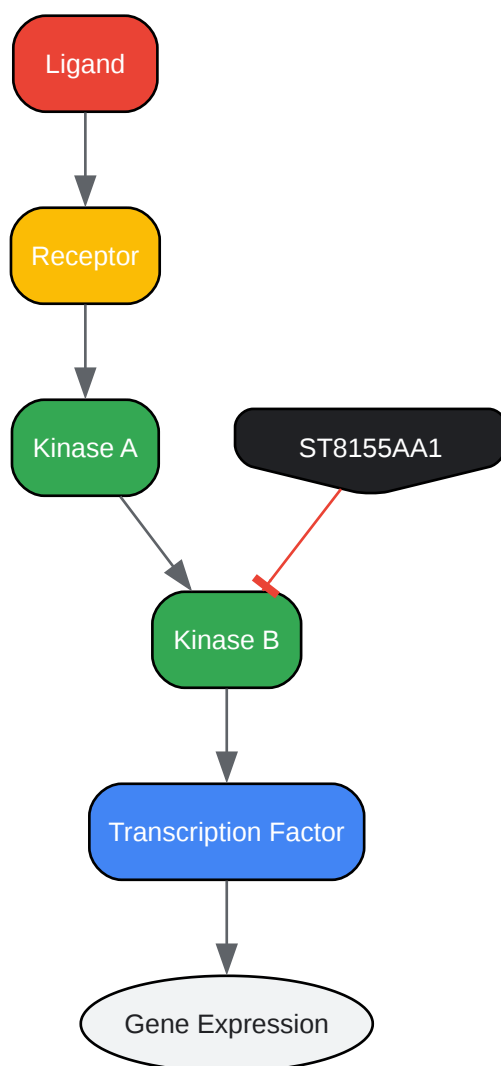 Ligand
Receptor
Kinase A
ST8155AA1
Kinase B
Transcription Factor
Gene Expression